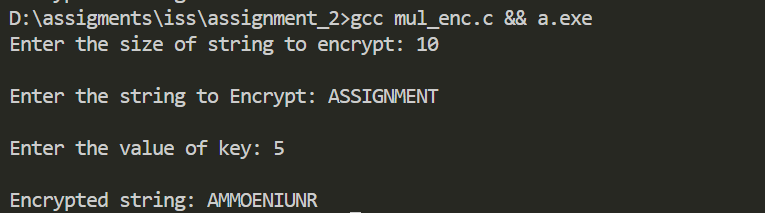 D:\assigments\iss\assignment_2>gcc mul_enc.c && a.exe
Enter the size of string to encrypt: 10
Enter the string to Encrypt: ASSIGNMENT
Enter the value of key: 5
Encrypted string: AMMOENIUNR